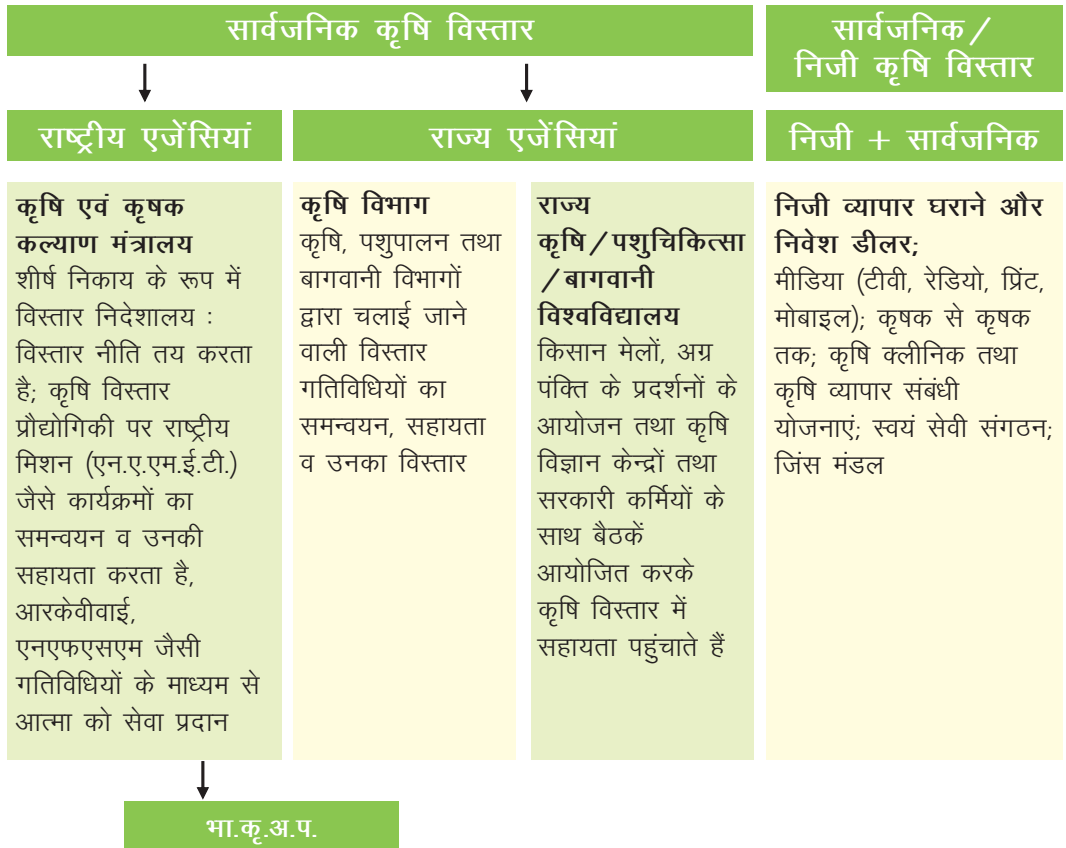 सार्वजनिक कृषि विस्तार
सार्वजनिक /
निजी कृषि विस्तार
राष्ट्रीय एजेंसियां
राज्य एजेंसियां
निजी + सार्वजनिक
कृषि एवं कृषक
कल्याण मंत्रालय
शीर्ष निकाय के रूप में
विस्तार निदेशालय :
विस्तार नीति तय करता
है; कृषि विस्तार
प्रौद्योगिकी पर राष्ट्रीय
मिशन (एन.ए.एम.ई.टी.)
जैसे कार्यक्रमों का
समन्वयन व उनकी
सहायता करता है,
आरकेवीवाई,
एनएफएसएम जैसी
गतिविधियों के माध्यम से
आत्मा को सेवा प्रदान
कृषि विभाग
कृषि, पशुपालन तथा
बागवानी विभागों
द्वारा चलाई जाने
वाली विस्तार
गतिविधियों का
समन्वयन, सहायता
व उनका विस्तार
राज्य
कृषि / पशुचिकित्सा
/ बागवानी
विश्वविद्यालय
किसान मेलों, अग्र
पंक्ति के प्रदर्शनों के
आयोजन तथा कृषि
विज्ञान केन्द्रों तथा
सरकारी कर्मियों के
साथ बैठकें
आयोजित करके
कृषि विस्तार में
सहायता पहुंचाते हैं
निजी व्यापार घराने और
निवेश डीलर;
मीडिया (टीवी, रेडियो, प्रिंट,
मोबाइल); कृषक से कृषक
तक; कृषि क्लीनिक तथा
कृषि व्यापार संबंधी
योजनाएं; स्वयं सेवी संगठन;
जिंस मंडल
भा.कृ.अ.प.